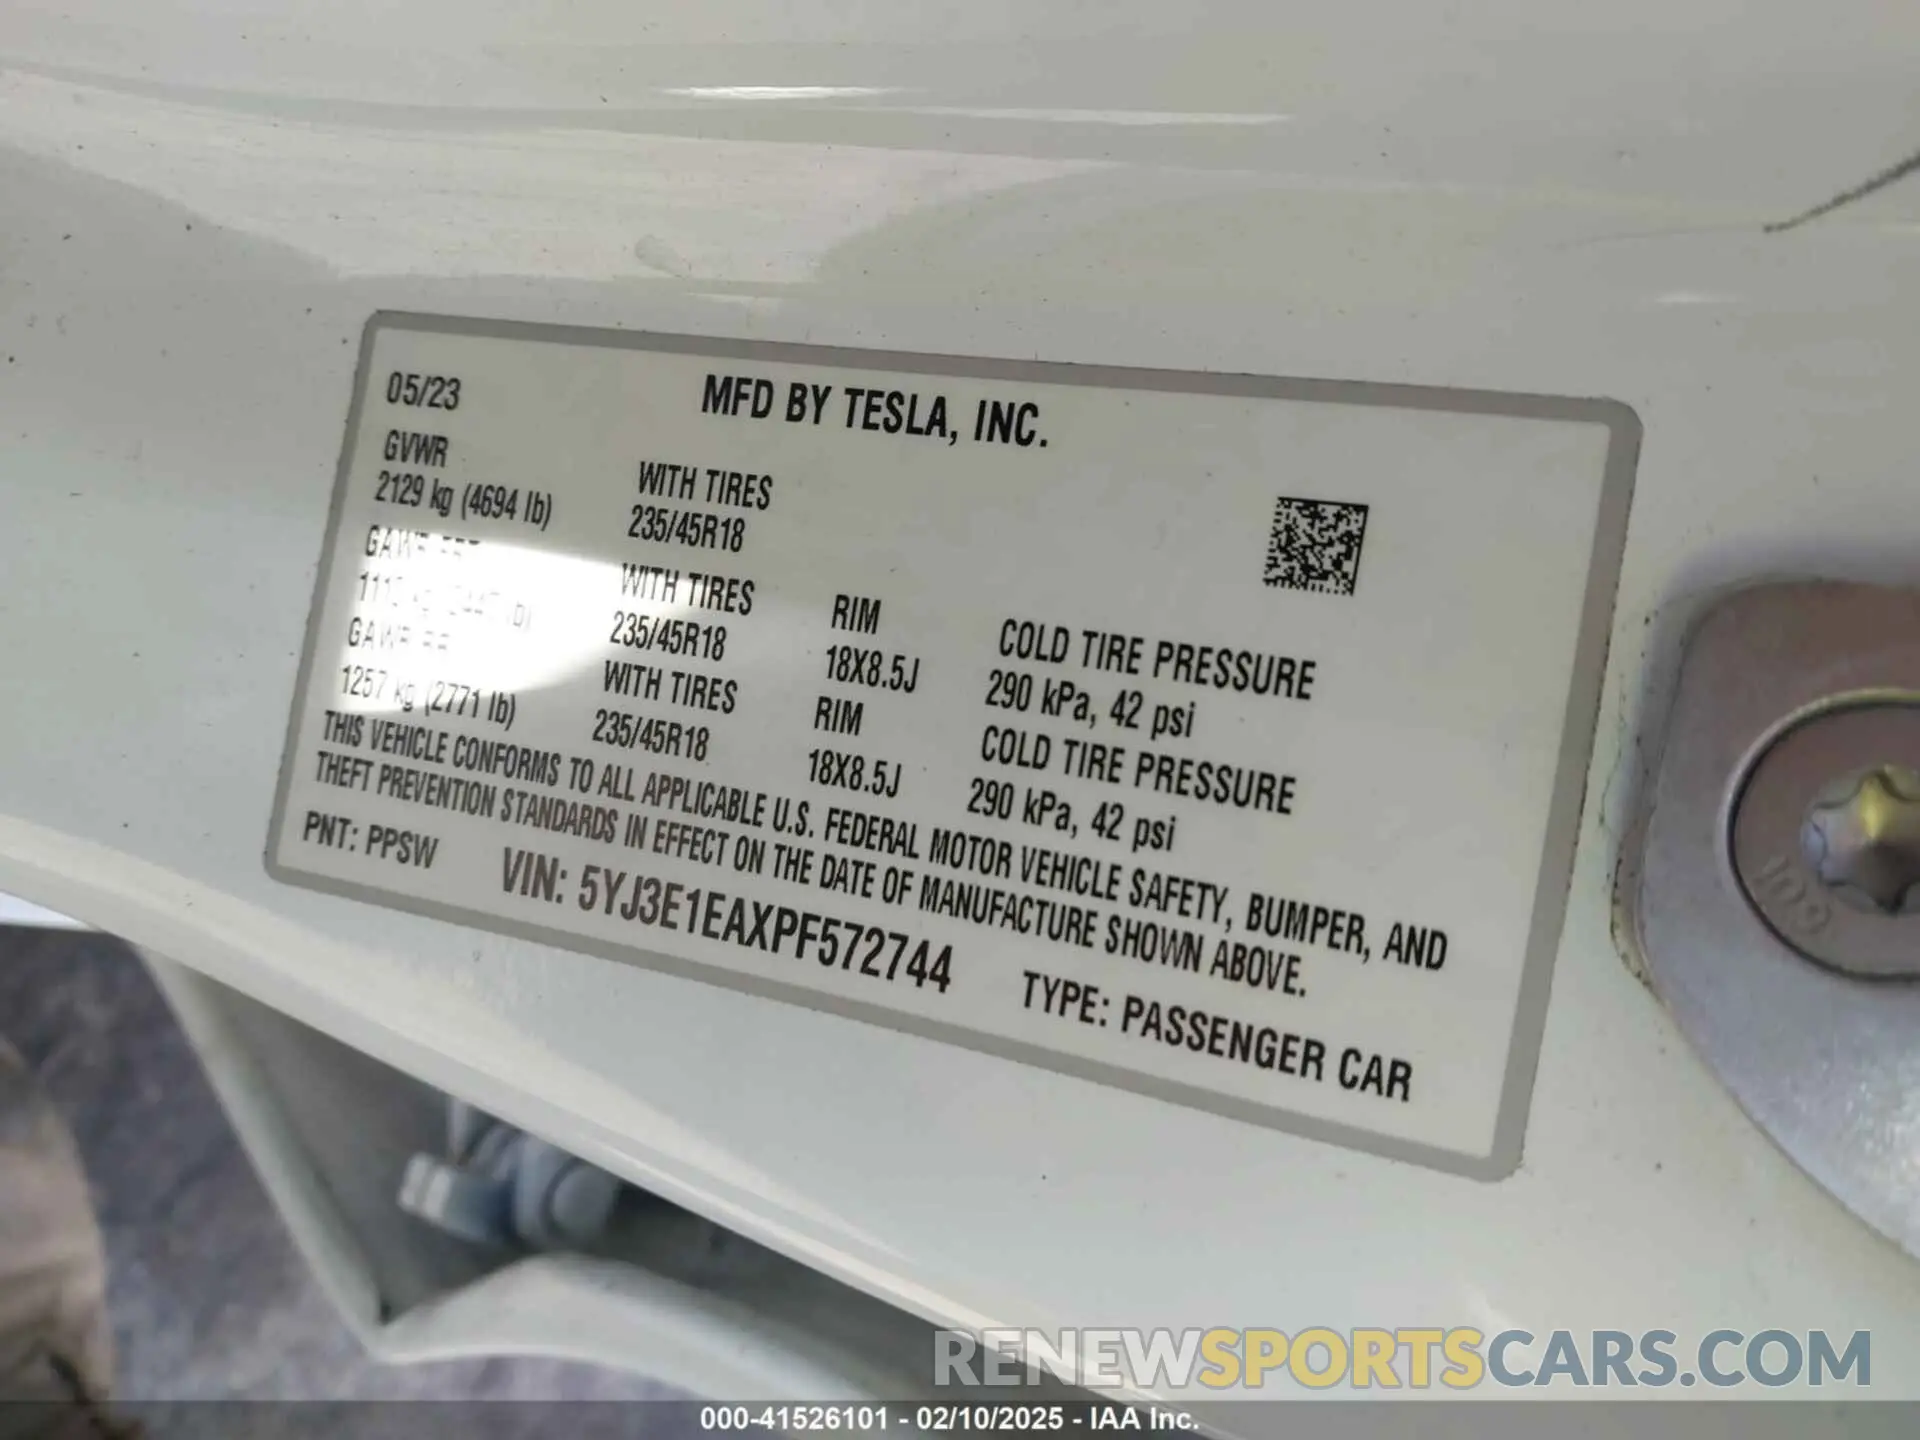 05/23
MFD BY TESLA, INC.
GVWR
2129 kg (4694 lb)
WITH TIRES
235/45R18
GAWR
WITH TIRES
235/45R18
RIM
18X8.5J
COLD TIRE PRESSURE
290 kPa, 42 psi
GAWR RR
1257 kg (2771 lb)
WITH TIRES
235/45R18
RIM
18X8.5J
COLD TIRE PRESSURE
290 kPa, 42 psi
THIS VEHICLE CONFORMS TO ALL APPLICABLE U.S. FEDERAL MOTOR VEHICLE SAFETY, BUMPER, AND
THEFT PREVENTION STANDARDS IN EFFECT ON THE DATE OF MANUFACTURE SHOWN ABOVE.
PNT: PPSW
VIN: 5YJ3E1EAXPF572744
TYPE: PASSENGER CAR
109
RENEWSPORTSCARS.COM
000-41526101 - 02/10/2025 - IAA Inc.